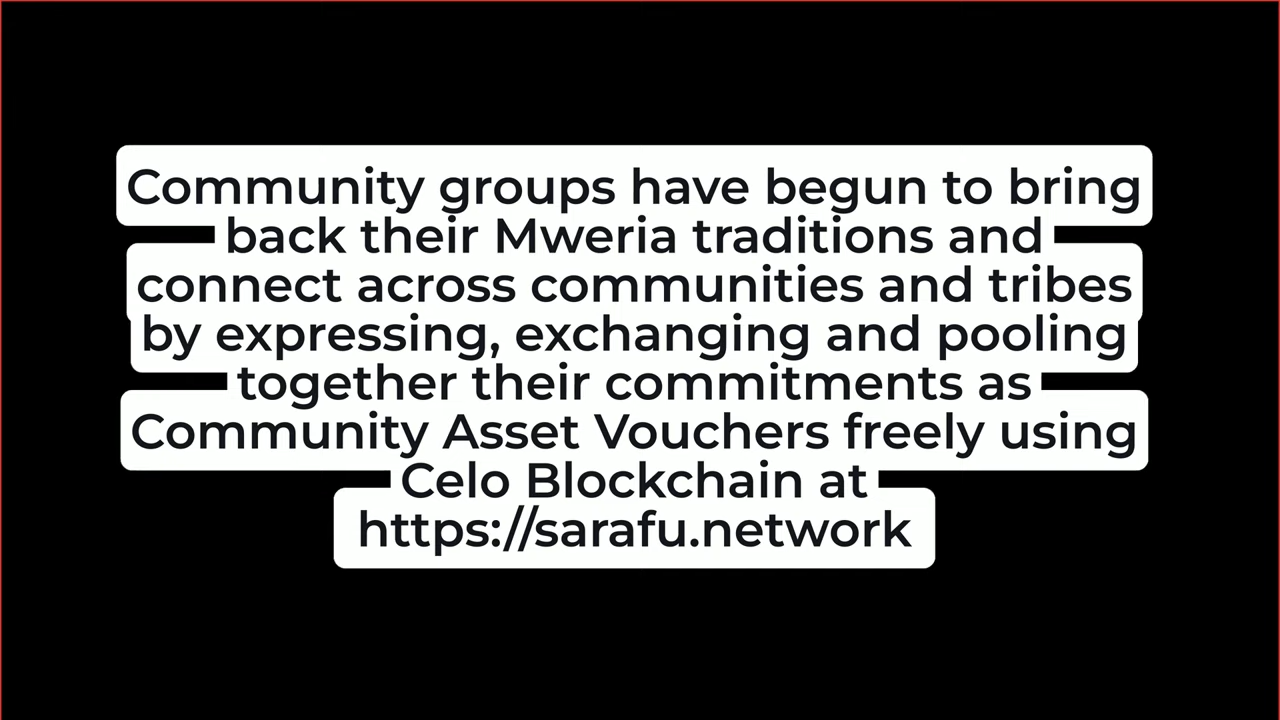 Community groups have begun to bring
back their Mweria traditions and
connect across communities and tribes
by expressing, exchanging and pooling
together their commitments as
Community Asset Vouchers freely using
Celo Blockchain at
https://sarafu.network